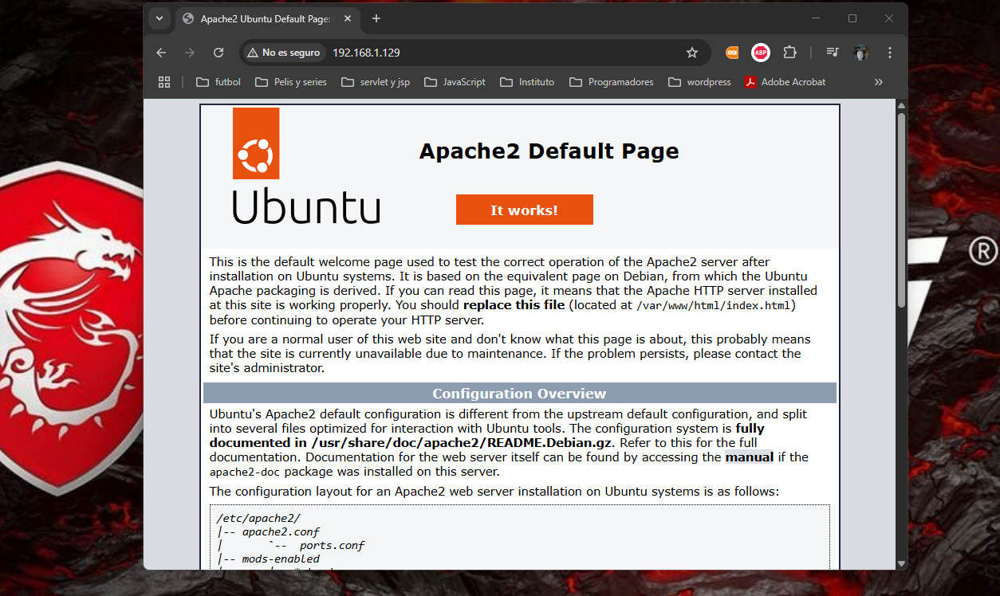 Apache2 Ubuntu Default Page:
No es seguro
192.168.1.129
ABP
futbol
Pelis y series
servlet y jsp
JavaScript
Instituto
Programadores
wordpress
Adobe Acrobat
Ubuntu
Apache2 Default Page
It works!
This is the default welcome page used to test the correct operation of the Apache2 server after
installation on Ubuntu systems. It is based on the equivalent page on Debian, from which the Ubuntu
Apache packaging is derived. If you can read this page, it means that the Apache HTTP server installed
at this site is working properly. You should replace this file (located at /var/www/html/index.html)
before continuing to operate your HTTP server.
If you are a normal user of this web site and don't know what this page is about, this probably means
that the site is currently unavailable due to maintenance. If the problem persists, please contact the
site's administrator.
Configuration Overview
Ubuntu's Apache2 default configuration is different from the upstream default configuration, and split
into several files optimized for interaction with Ubuntu tools. The configuration system is fully
documented in /usr/share/doc/apache2/README.Debian.gz. Refer to this for the full
documentation. Documentation for the web server itself can be found by accessing the manual if the
apache2-doc package was installed on this server.
The configuration layout for an Apache2 web server installation on Ubuntu systems is as follows:
/etc/apache2/
|-- apache2.conf
|       `--  ports.conf
|-- mods-enabled
®